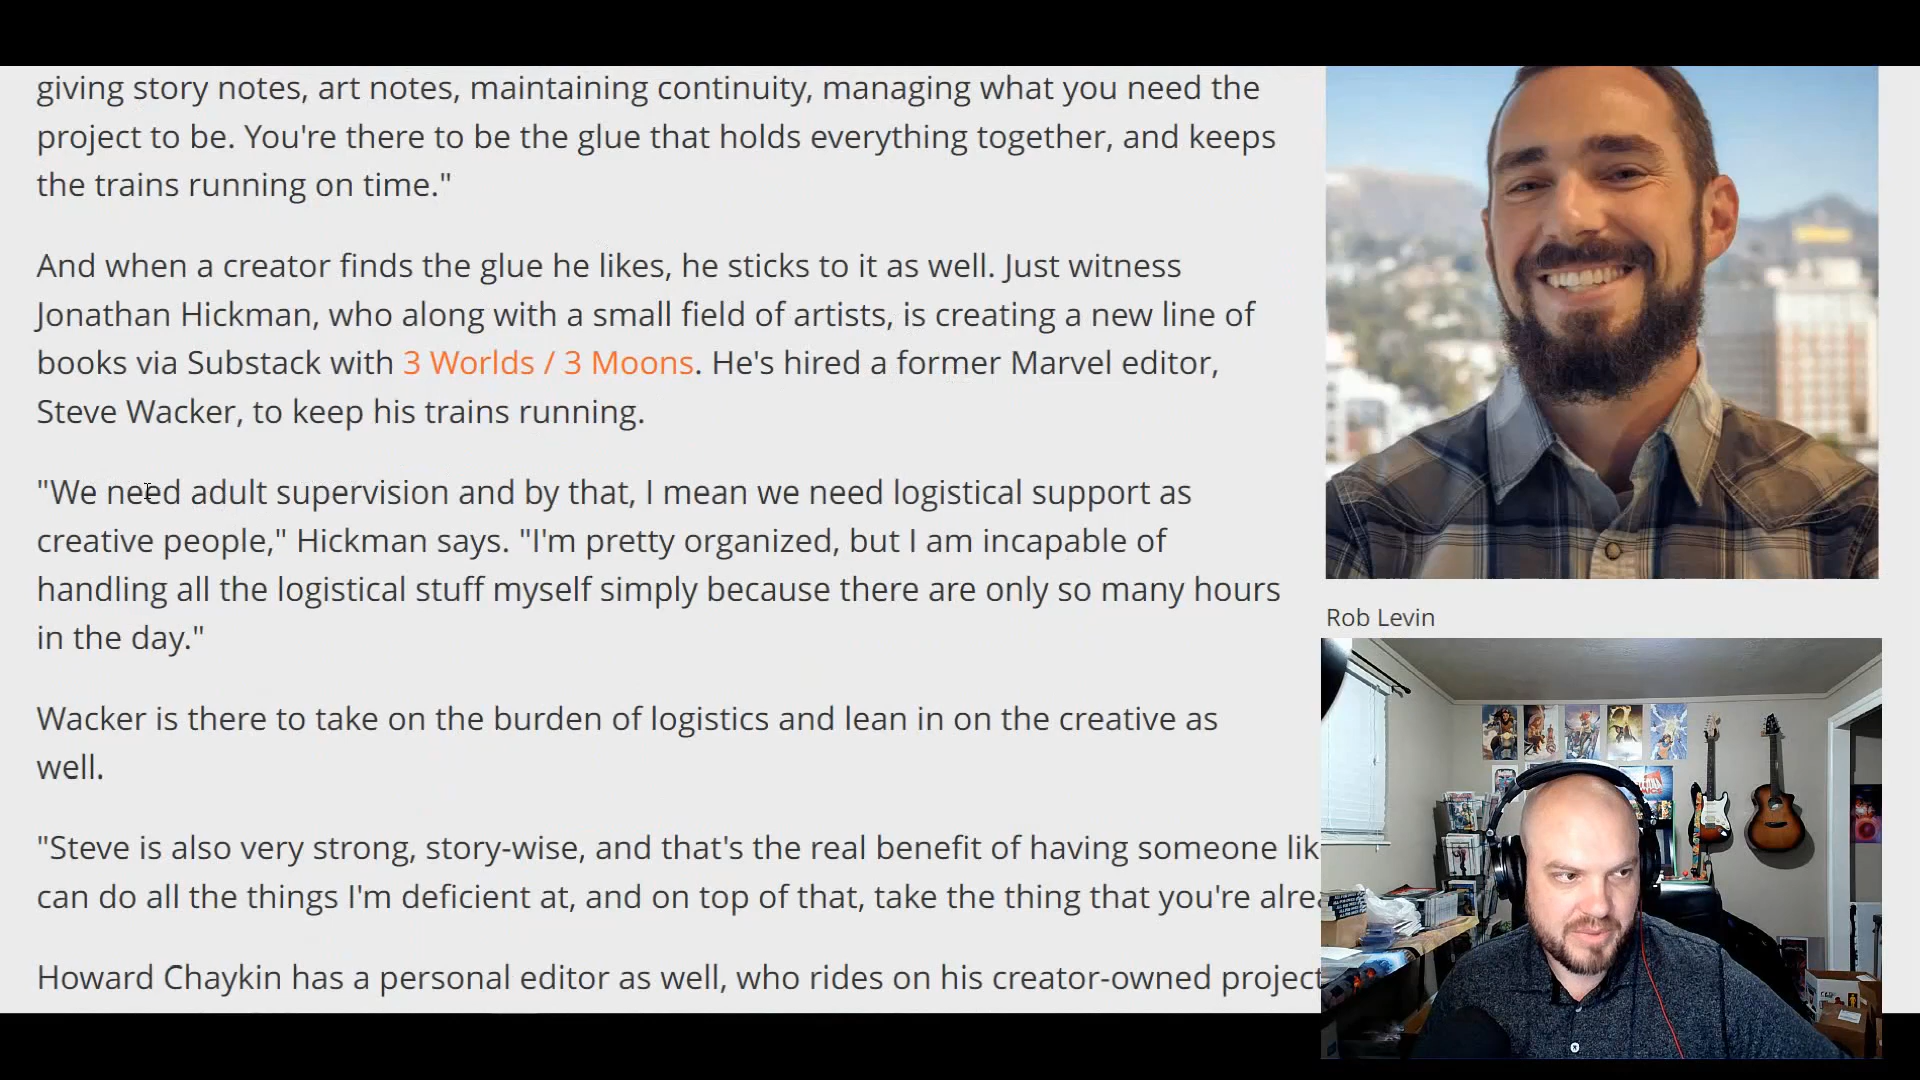 giving story notes, art notes, maintaining continuity, managing what you need the
project to be. You're there to be the glue that holds everything together, and keeps
the trains running on time."
And when a creator finds the glue he likes, he sticks to it as well. Just witness
Jonathan Hickman, who along with a small field of artists, is creating a new line of
books via Substack with 3 Worlds / 3 Moons. He's hired a former Marvel editor,
Steve Wacker, to keep his trains running.
"We need adult supervision and by that, I mean we need logistical support as
creative people," Hickman says. "I'm pretty organized, but I am incapable of
handling all the logistical stuff myself simply because there are only so many hours
in the day."
Wacker is there to take on the burden of logistics and lean in on the creative as
well.
"Steve is also very strong, story-wise, and that's the real benefit of having someone lik
can do all the things I'm deficient at, and on top of that, take the thing that you're alrea
Howard Chaykin has a personal editor as well, who rides on his creator-owned project
Rob Levin